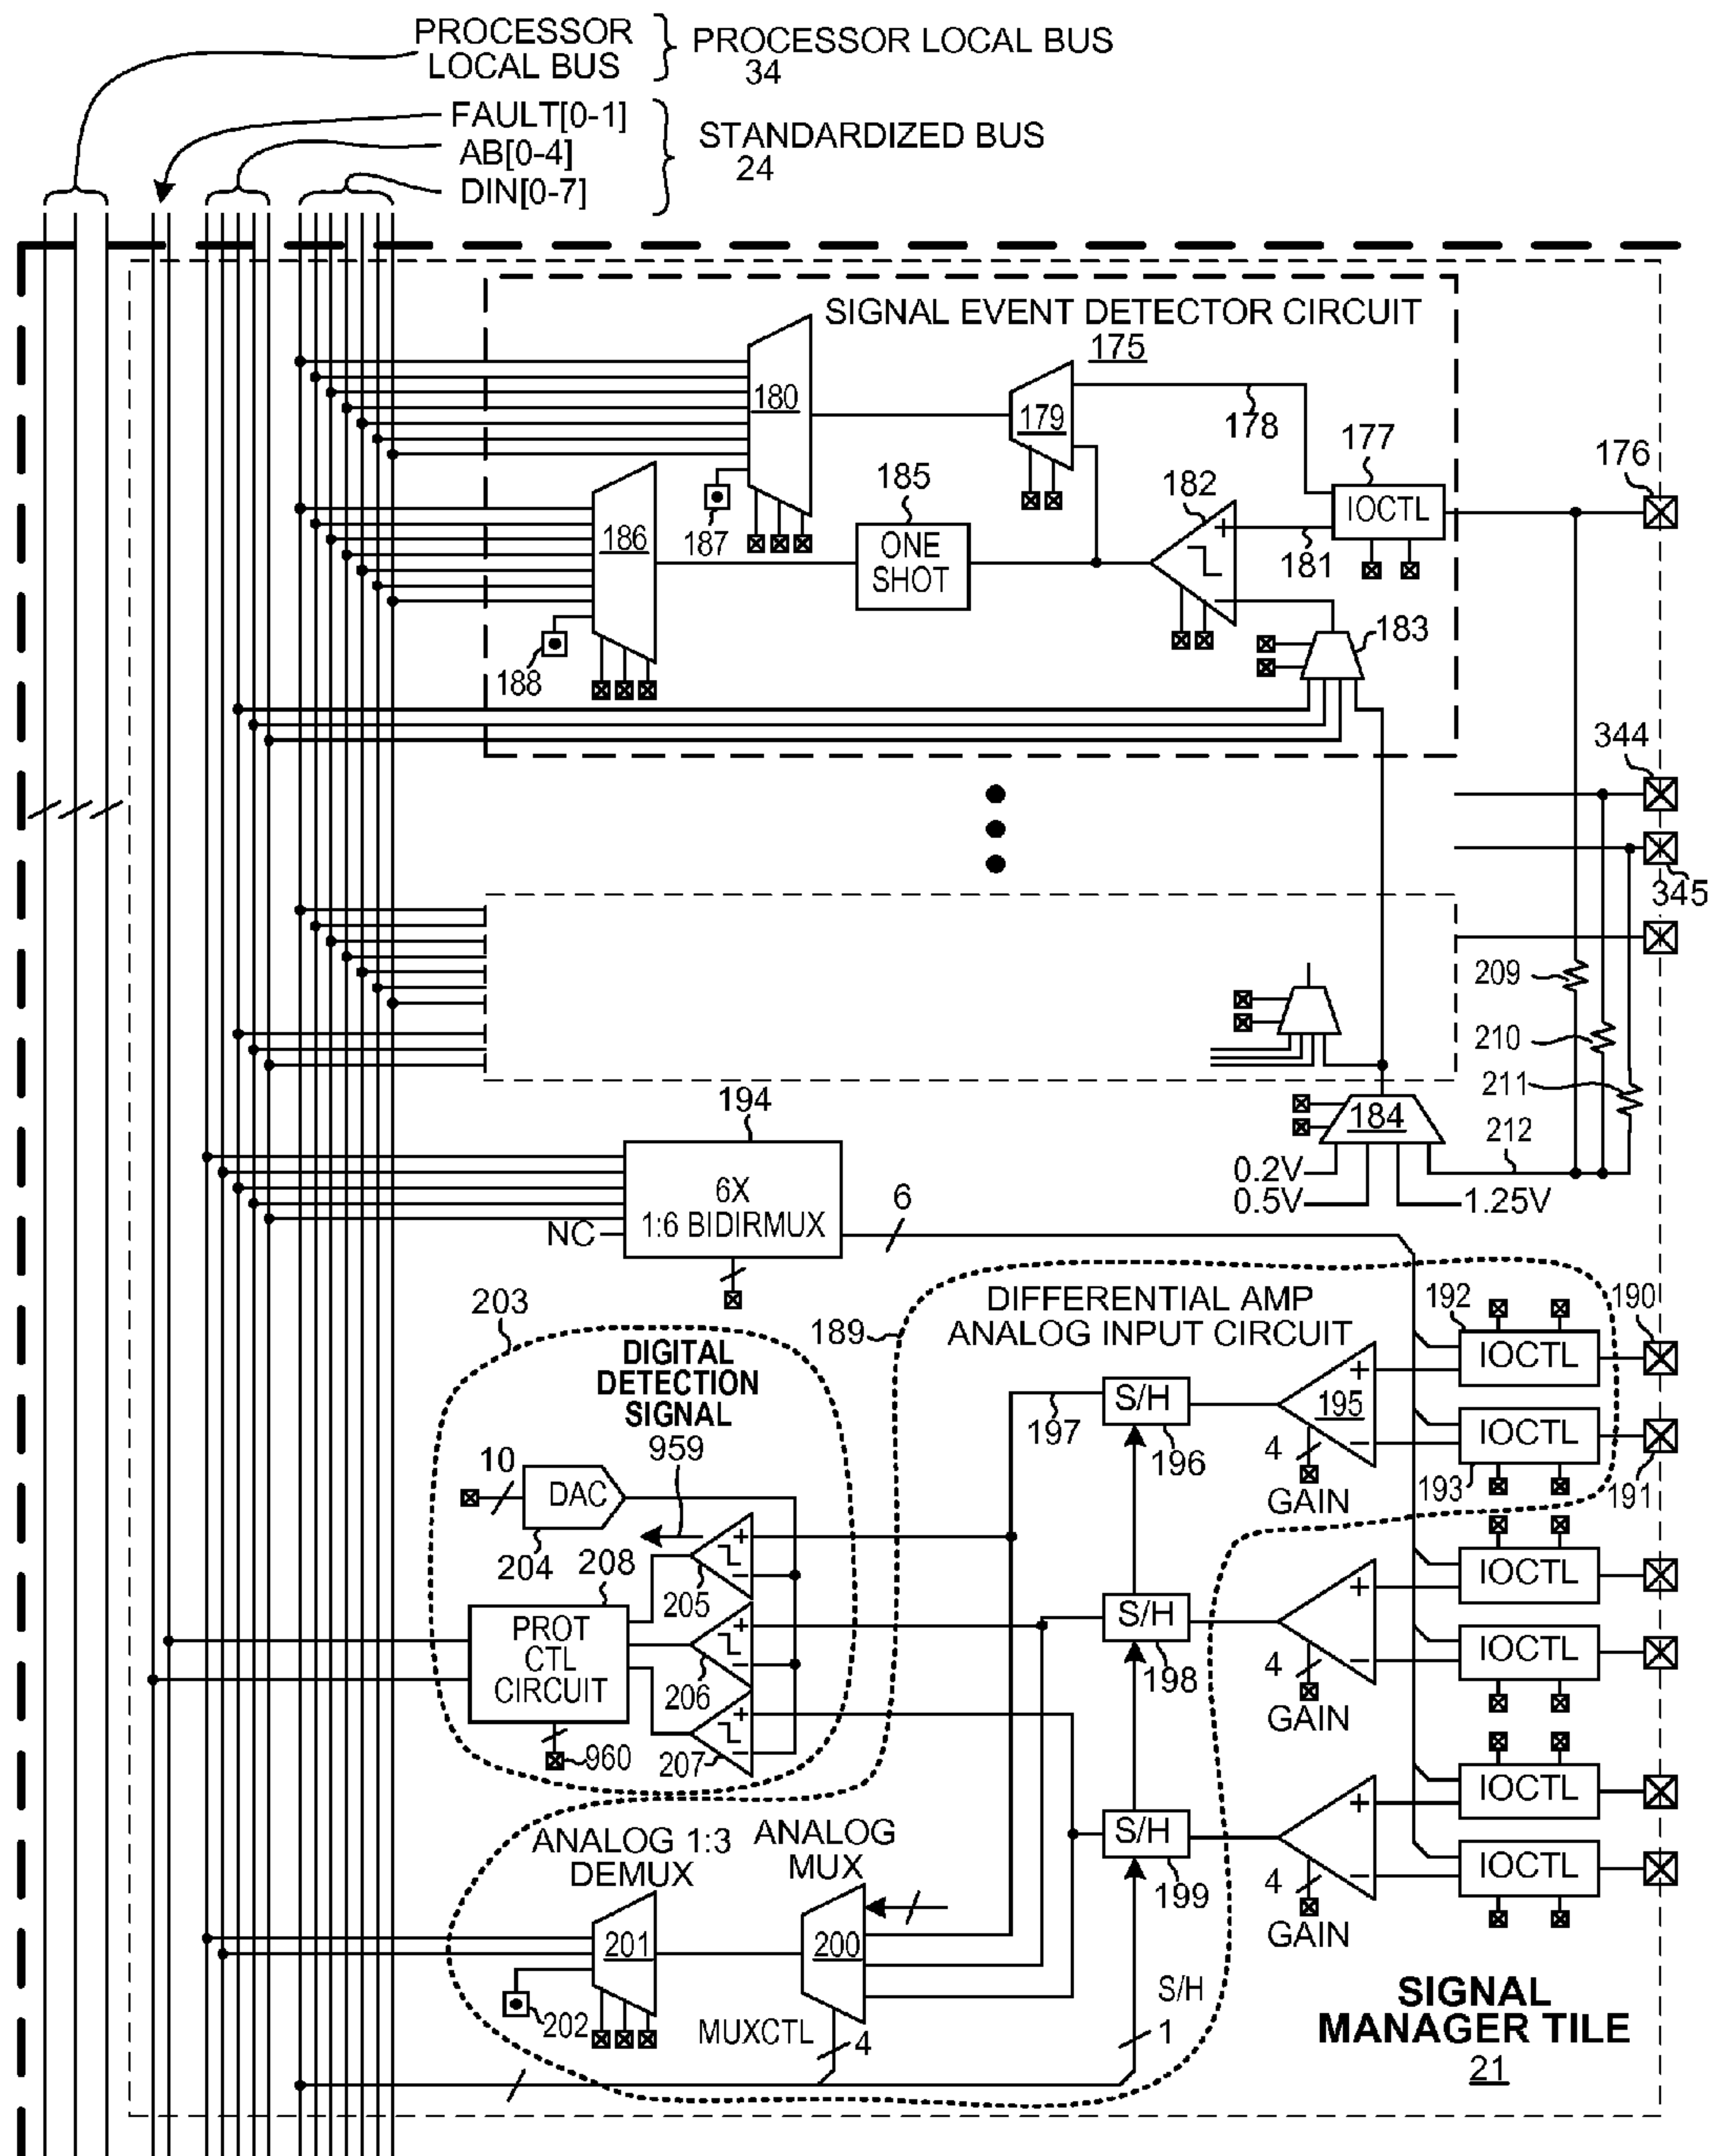 PROCESSOR
LOCAL BUS
PROCESSOR LOCAL BUS
34
FAULT[0-1]
AB[0-4]
DIN[0-7]
STANDARDIZED BUS
24
SIGNAL EVENT DETECTOR CIRCUIT
175
180
179
178
177
IOCTL
176
182
+
181
185
ONE
SHOT
187
186
188
–
183
344
345
209
210
211
184
212
0.2V
0.5V
1.25V
194
6X
1:6 BIDIRMUX
NC
6
203
189
DIFFERENTIAL AMP
ANALOG INPUT CIRCUIT
192
190
IOCTL
+
195
–
4
GAIN
IOCTL
193
191
DIGITAL
DETECTION
SIGNAL
959
10
DAC
204
208
+
–
205
PROT
CTL
CIRCUIT
+
–
206
+
–
207
960
197
S/H
196
S/H
198
S/H
199
+
–
4
GAIN
IOCTL
IOCTL
+
–
4
GAIN
IOCTL
IOCTL
ANALOG 1:3
DEMUX
ANALOG
MUX
201
200
202
MUXCTL
4
S/H
1
SIGNAL
MANAGER TILE
21